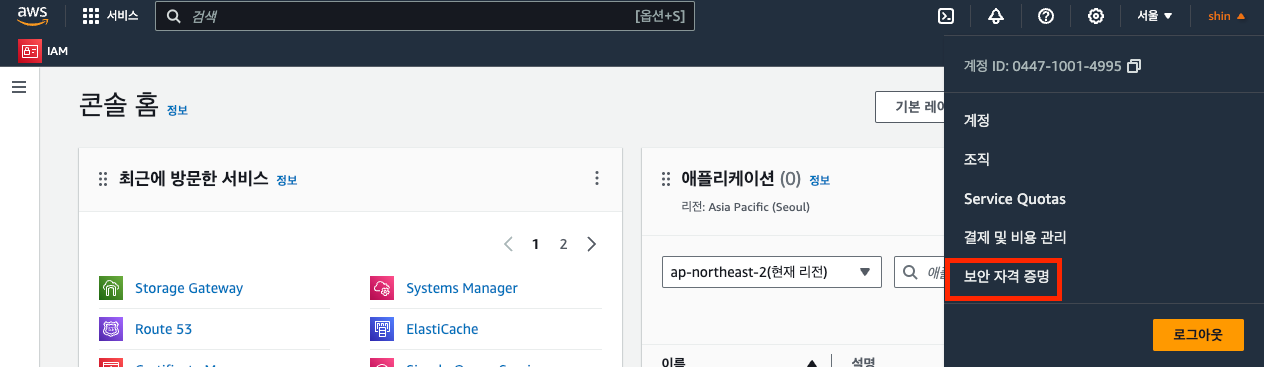 aws 서비스 검색 [옵션+S] 서울 shin
IAM
계정 ID: 0447-1001-4995
콘솔 홈 정보
기본 레이
계정
조직
Service Quotas
결제 및 비용 관리
보안 자격 증명
로그아웃
최근에 방문한 서비스 정보
1 2
Storage Gateway
Systems Manager
Route 53
ElastiCache
애플리케이션 (0) 정보
리전: Asia Pacific (Seoul)
ap-northeast-2(현재 리전)
이름 설명